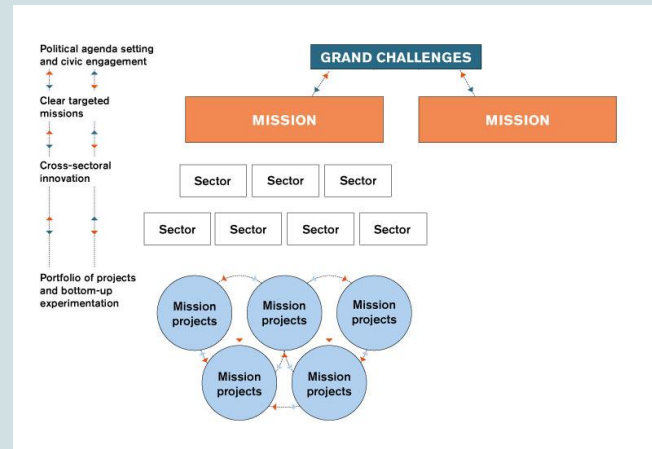 Political agenda setting
and civic engagement
GRAND CHALLENGES
Clear targeted
missions
MISSION
MISSION
Cross-sectoral
innovation
Sector
Sector
Sector
Sector
Sector
Sector
Sector
Portfolio of projects
and bottom-up
experimentation
Mission
projects
Mission
projects
Mission
projects
Mission
projects
Mission
projects